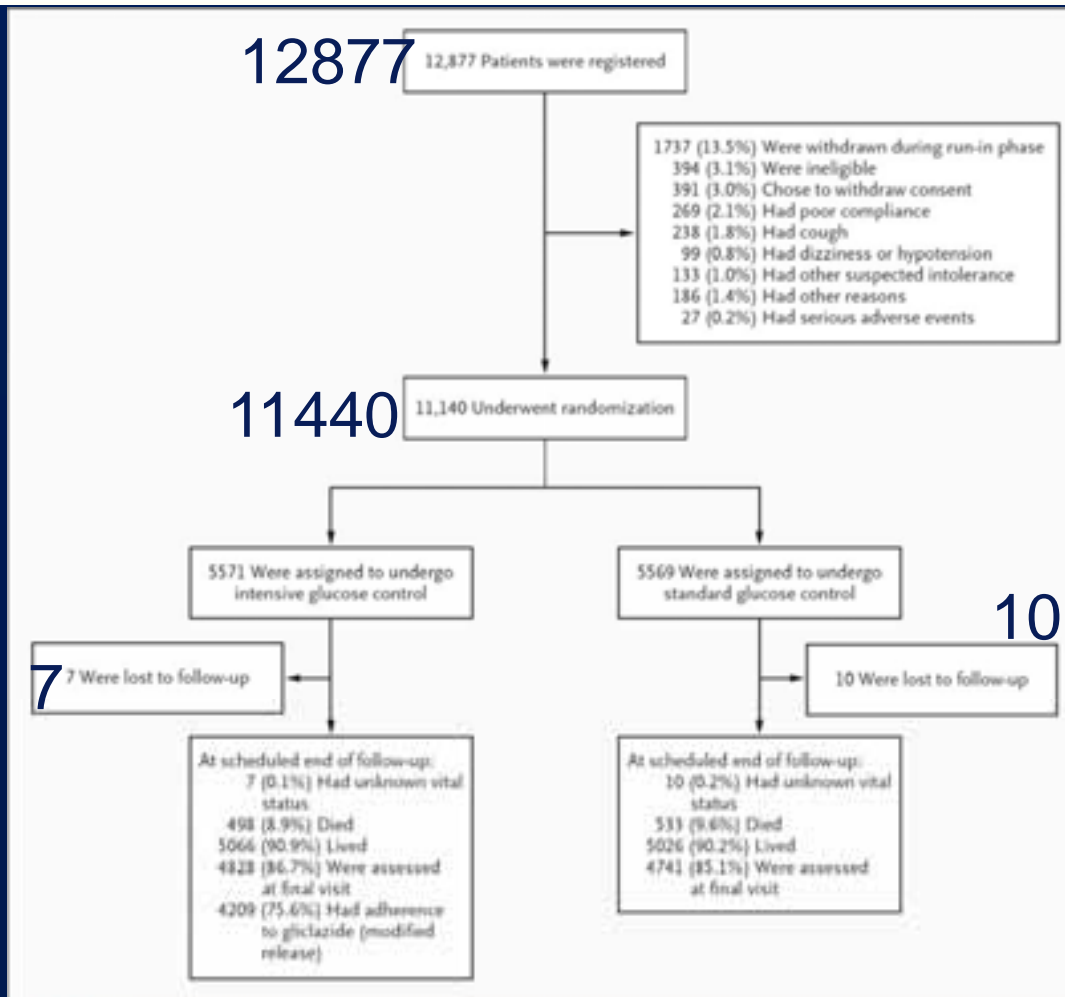 12877
12,877 Patients were registered
1737 (13.5%) Were withdrawn during run-in phase
394 (3.1%) Were ineligible
391 (3.0%) Chose to withdraw consent
269 (2.1%) Had poor compliance
238 (1.8%) Had cough
99 (0.8%) Had dizziness or hypotension
133 (1.0%) Had other suspected intolerance
186 (1.4%) Had other reasons
27 (0.2%) Had serious adverse events
11440
11,140 Underwent randomization
5571 Were assigned to undergo
intensive glucose control
5569 Were assigned to undergo
standard glucose control
7
7 Were lost to follow-up
10
10 Were lost to follow-up
At scheduled end of follow-up:
7 (0.1%) Had unknown vital
status
498 (8.9%) Died
5066 (90.9%) Lived
4828 (86.7%) Were assessed
at final visit
4209 (75.6%) Had adherence
to gliclazide (modified
release)
At scheduled end of follow-up:
10 (0.2%) Had unknown vital
status
533 (9.6%) Died
5026 (90.2%) Lived
4741 (85.1%) Were assessed
at final visit